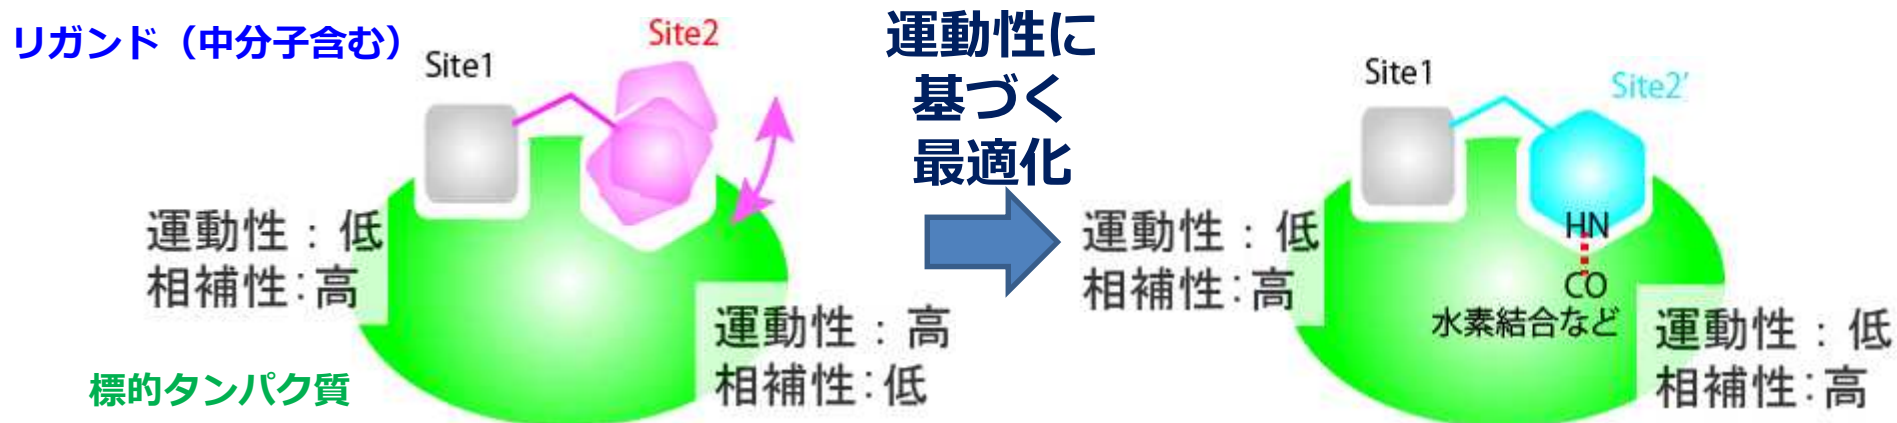 リガンド（中分子含む）
Site1
Site2
運動性：低
相補性：高
運動性：高
相補性：低
標的タンパク質
運動性に
基づく
最適化
Site1
Site2’
運動性：低
相補性：高
HN
CO
水素結合など
運動性：低
相補性：高